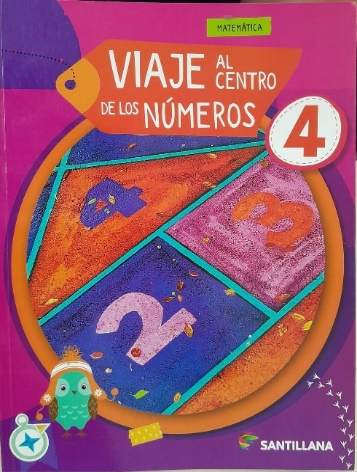 MATEMÁTICA
VIAJE AL CENTRO
DE LOS NÚMEROS
4
4
3
2
SANTILLANA